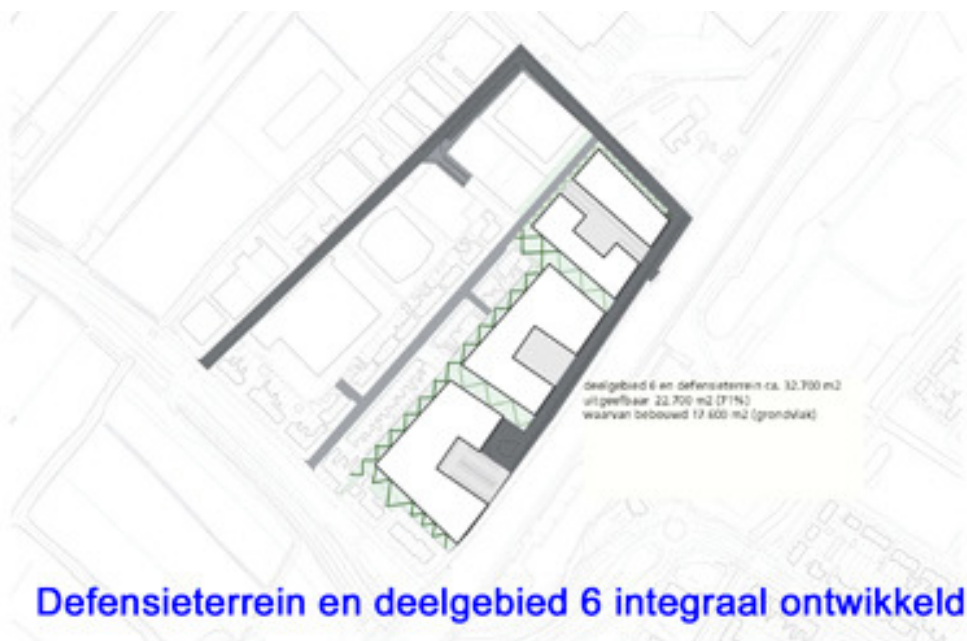 deelgebied 6 en defensieterrein ca. 32.700 m2
uitgeefbaar 22.700 m2 (71%)
waarvan bebouwd 17.600 m2 (grondvlak)
Defensieterrein en deelgebied 6 integraal ontwikkeld